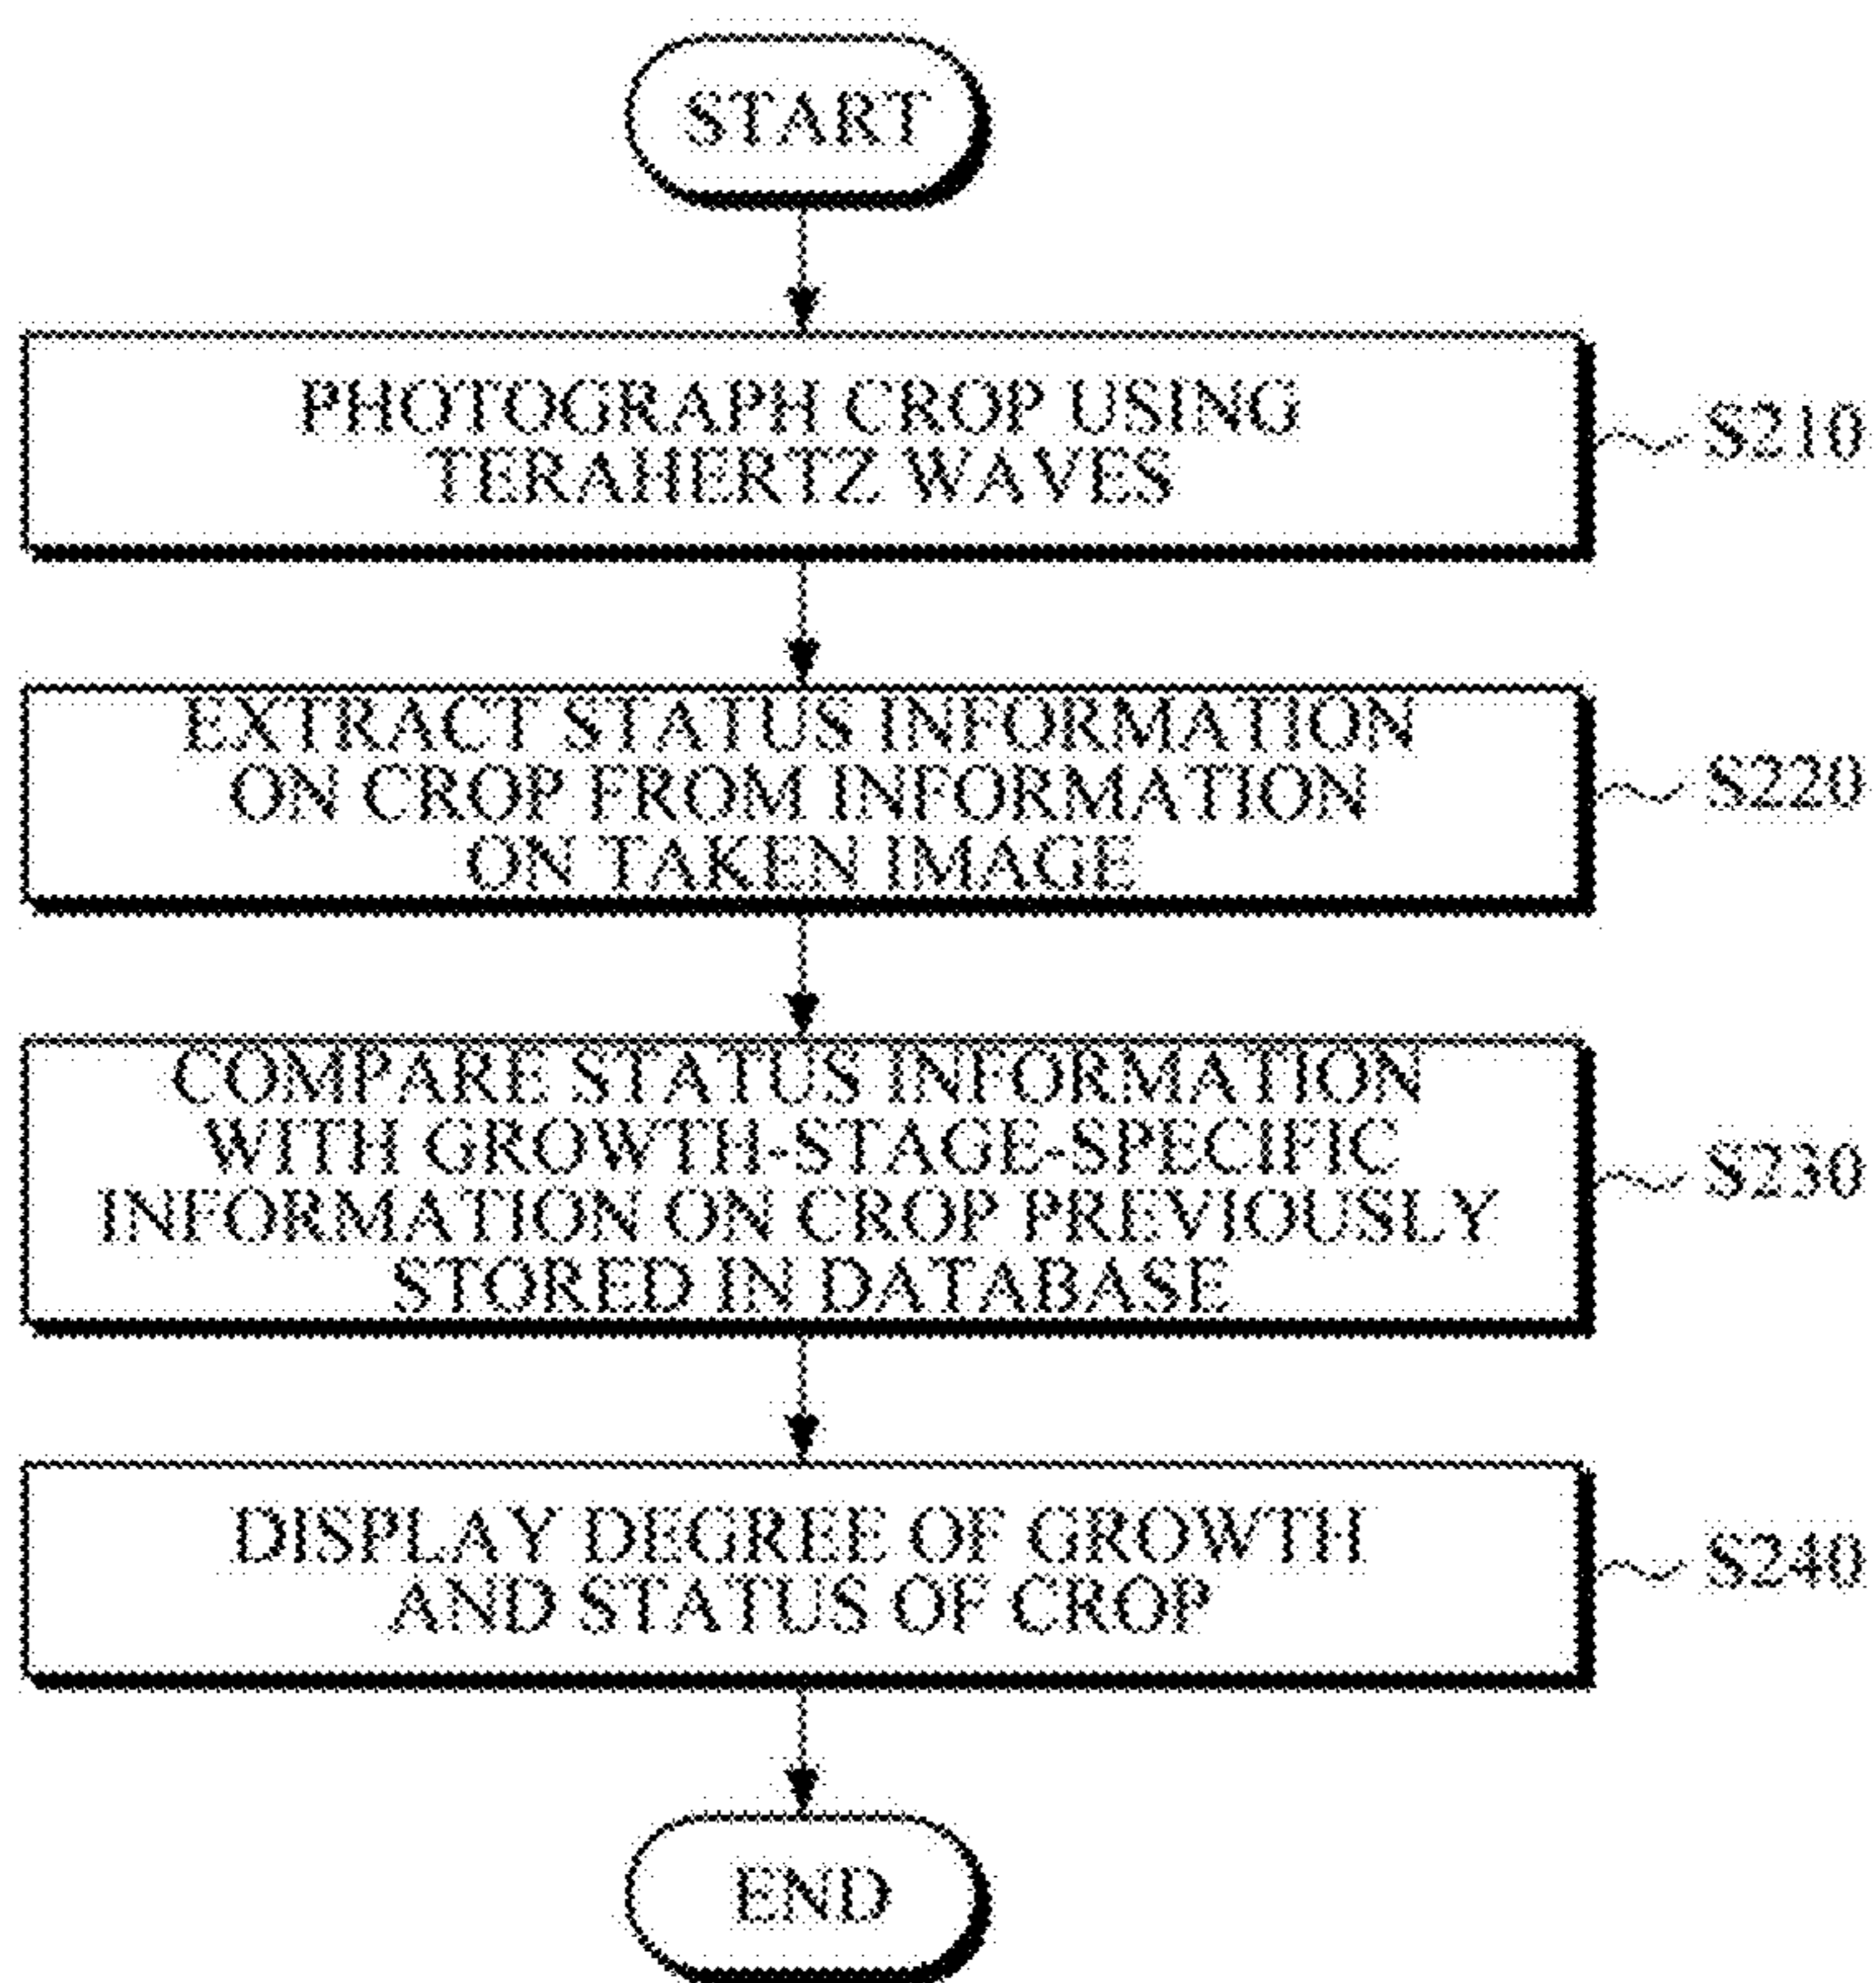 START
PHOTOGRAPH CROP USING
TERAHERTZ WAVES
S210
EXTRACT STATUS INFORMATION
ON CROP FROM INFORMATION
ON TAKEN IMAGE
S220
COMPARE STATUS INFORMATION
WITH GROWTH-STAGE-SPECIFIC
INFORMATION ON CROP PREVIOUSLY
STORED IN DATABASE
S230
DISPLAY DEGREE OF GROWTH
AND STATUS OF CROP
S240
END